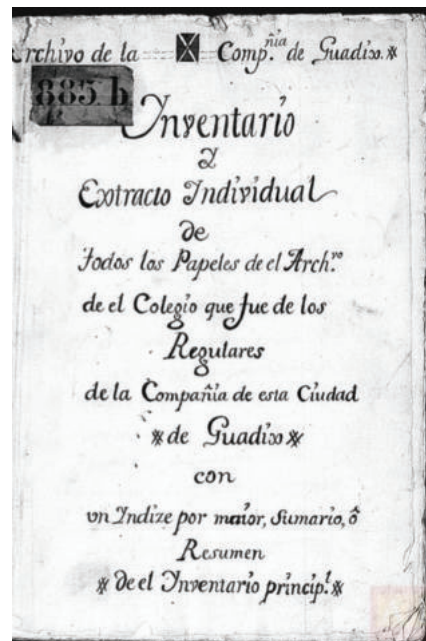 Archivo de la Comp.ñia de Guadix.
885 b
Inventario
Y
Extracto Individual
de
todos los Papeles de el Arch.vo
de el Colegio que fue de los
Regulares
de la Compañia de esta Ciudad
de Guadix
con
vn Indize por menor, Sumario, ô
Resumen
de el Inventario princip.l